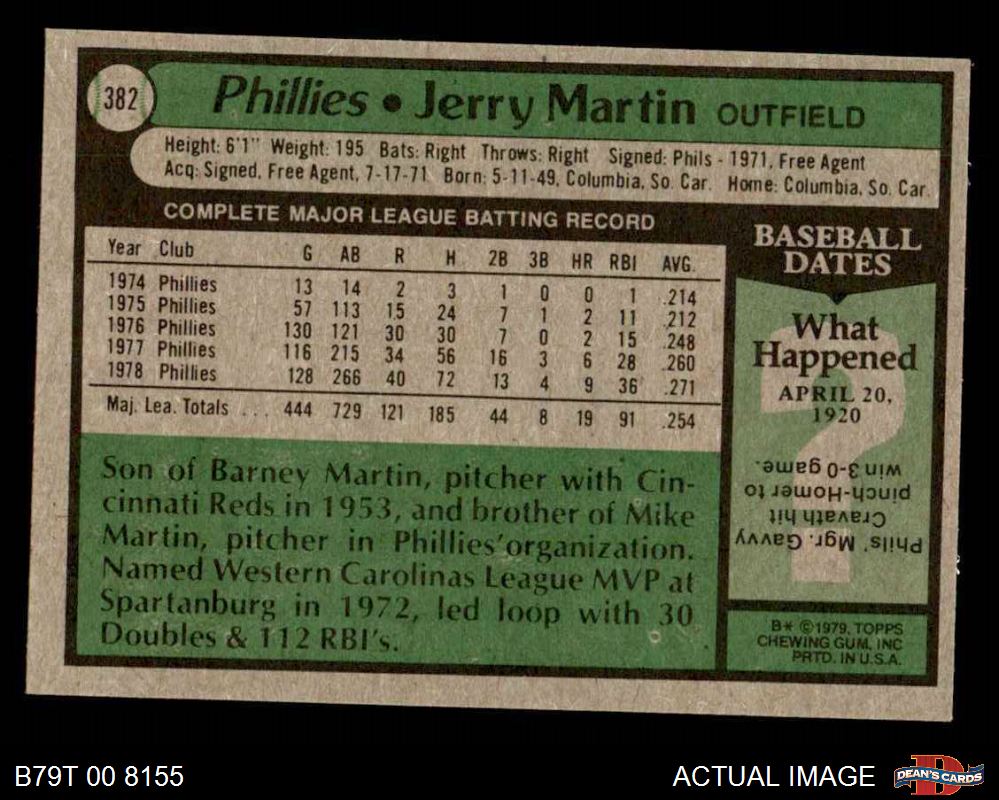 382
Phillies • Jerry Martin OUTFIELD
Height: 6'1" Weight: 195 Bats: Right Throws: Right Signed: Phils - 1971, Free Agent
Acq: Signed, Free Agent, 7-17-71 Born: 5-11-49, Columbia, So. Car. Home: Columbia, So. Car.
COMPLETE MAJOR LEAGUE BATTING RECORD
Year Club G AB R H 2B 3B HR RBI AVG.
1974 Phillies 13 14 2 3 1 0 0 1 .214
1975 Phillies 57 113 15 24 7 1 2 11 .212
1976 Phillies 130 121 30 30 7 0 2 15 .248
1977 Phillies 116 215 34 56 16 3 6 28 .260
1978 Phillies 128 266 40 72 13 4 9 36 .271
Maj. Lea. Totals ... 444 729 121 185 44 8 19 91 .254
Son of Barney Martin, pitcher with Cin-
cinnati Reds in 1953, and brother of Mike
Martin, pitcher in Phillies' organization.
Named Western Carolinas League MVP at
Spartanburg in 1972, led loop with 30
Doubles & 112 RBI's.
BASEBALL
DATES
What
Happened
APRIL 20,
1920
?
Phils' Mgr. Gavvy
Cravath hit
pinch-Homer to
win 3-0 game.
B* ©1979, TOPPS
CHEWING GUM, INC
PRTD. IN U.S.A.
B79T 00 8155
ACTUAL IMAGE
D
DEAN'S CARDS